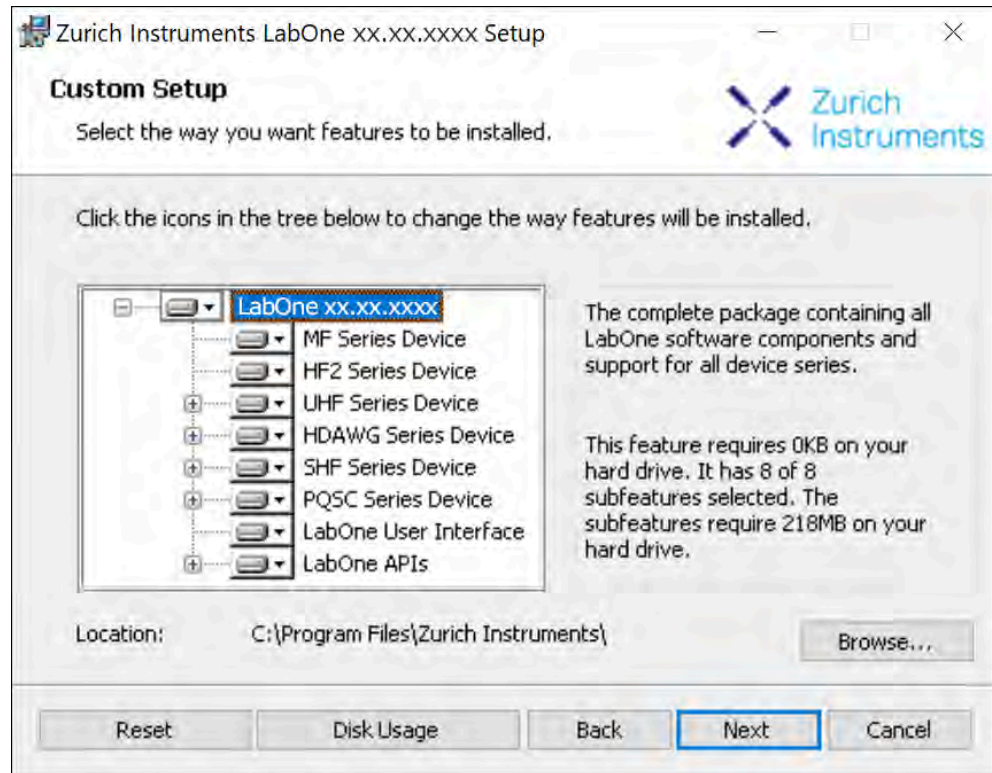 Zurich Instruments LabOne xx.xx.xxxx Setup
Custom Setup
Select the way you want features to be installed.
Zurich
Instruments
Click the icons in the tree below to change the way features will be installed.
LabOne xx.xx.xxxx
MF Series Device
HF2 Series Device
UHF Series Device
HDAWG Series Device
SHF Series Device
PQSC Series Device
LabOne User Interface
LabOne APIs
The complete package containing all
LabOne software components and
support for all device series.
This feature requires 0KB on your
hard drive. It has 8 of 8
subfeatures selected. The
subfeatures require 218MB on your
hard drive.
Location: C:\Program Files\Zurich Instruments\
Browse...
Reset Disk Usage Back Next Cancel